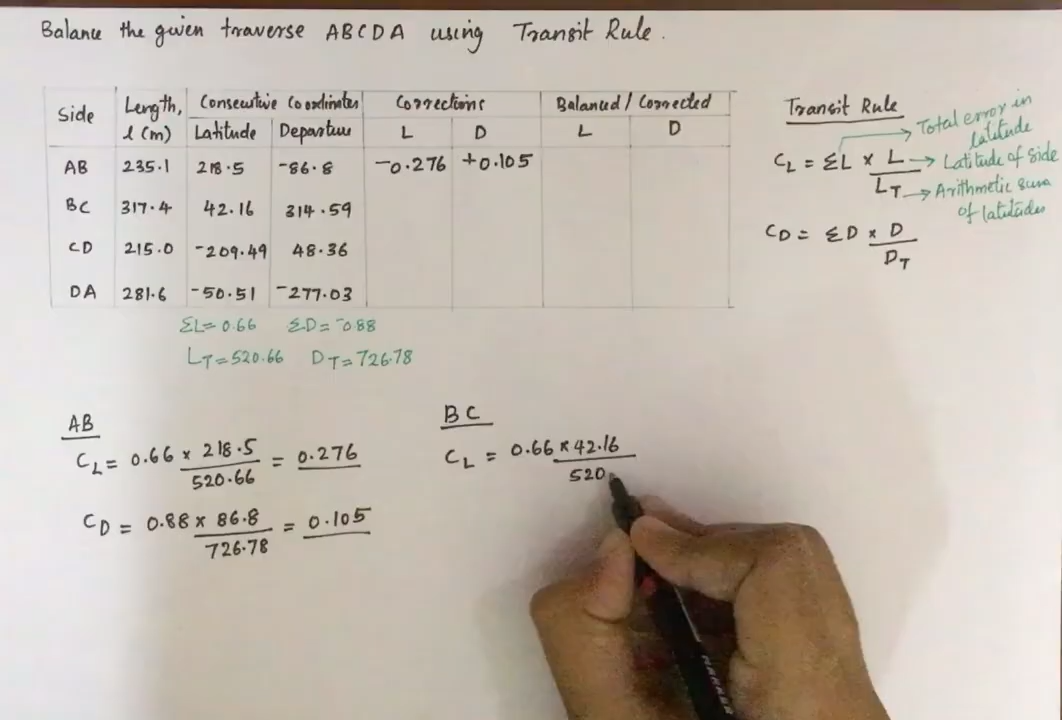 Balance the given traverse ABCDA using Transit Rule.
Side Length, l (m) Consecutive Coordinates Corrections Balanced / Corrected
Latitude Departure L D L D
AB 235.1 218.5 -86.8 -0.276 +0.105
BC 317.4 42.16 314.59
CD 215.0 -209.49 48.36
DA 281.6 -50.51 -277.03
ΣL= 0.66 ΣD= -0.88
LT=520.66 DT=726.78
Transit Rule
Total error in latitude
CL = ΣL × L / LT
Latitude of side
Arithmetic sum of latitudes
CD = ΣD × D / DT
AB
CL= 0.66 × 218.5 / 520.66 = 0.276
CD = 0.88 × 86.8 / 726.78 = 0.105
BC
CL = 0.66 × 42.16 / 520
MARKER